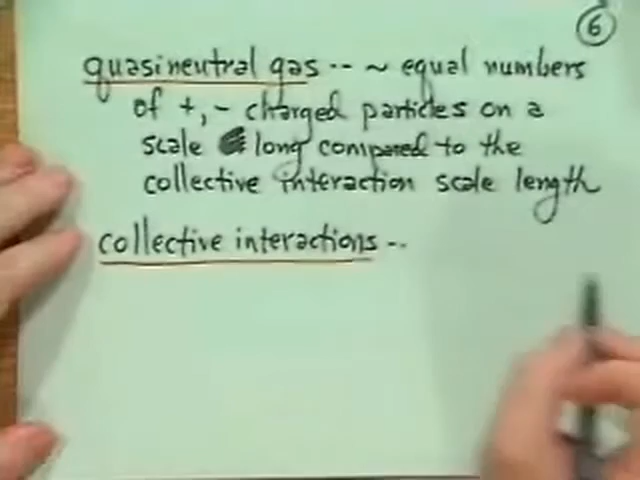 6
quasineutral gas -- ~ equal numbers
of +, - charged particles on a
scale long compared to the
collective interaction scale length
collective interactions --